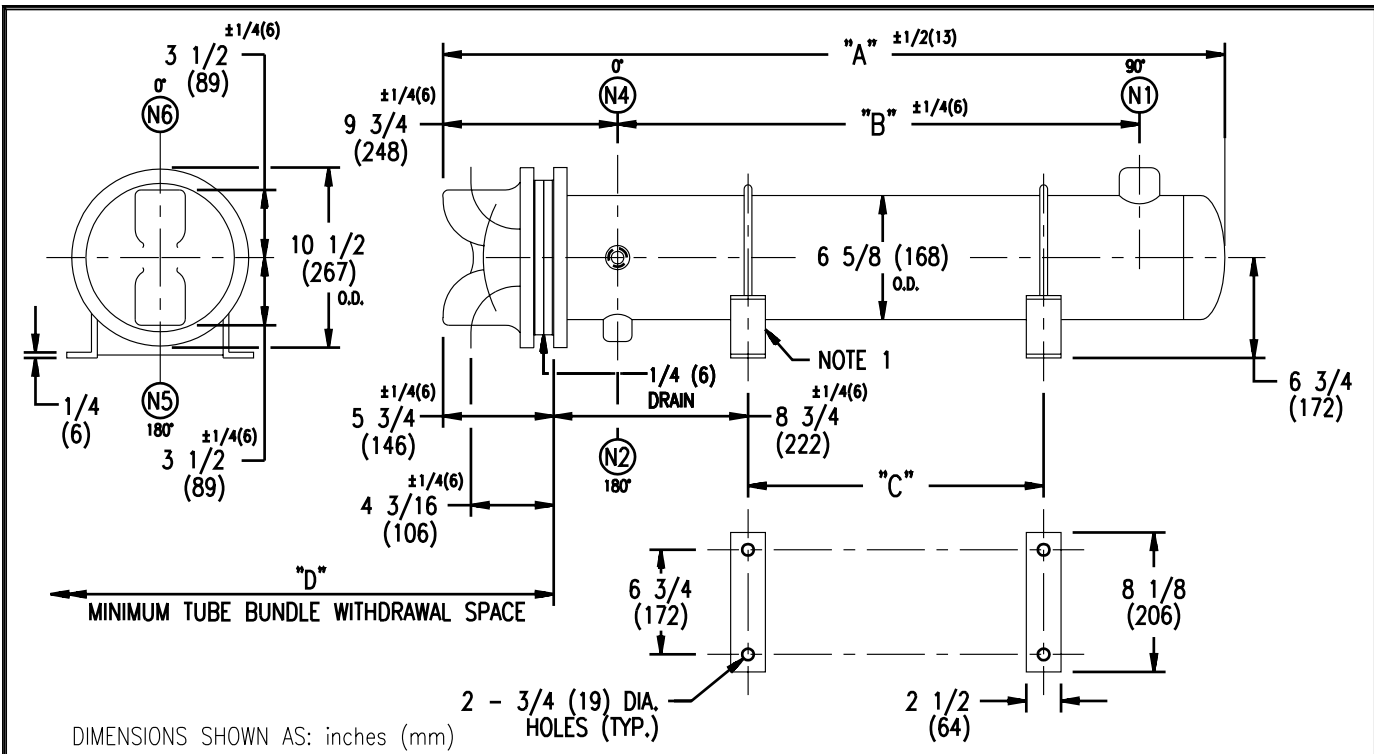 ±1/4(6)
3 1/2
(89)
0°
N6
10 1/2
(267)
O.D.
1/4
(6)
N5
180°
±1/4(6)
3 1/2
(89)
"A" ±1/2(13)
±1/4(6)
9 3/4
(248)
0°
N4
"B" ±1/4(6)
90°
N1
6 5/8 (168)
O.D.
NOTE 1
1/4 (6)
DRAIN
±1/4(6)
5 3/4
(146)
±1/4(6)
8 3/4
(222)
6 3/4
(172)
N2
180°
±1/4(6)
4 3/16
(106)
"C"
"D"
MINIMUM TUBE BUNDLE WITHDRAWAL SPACE
6 3/4
(172)
8 1/8
(206)
2 - 3/4 (19) DIA.
HOLES (TYP.)
2 1/2
(64)
DIMENSIONS SHOWN AS: inches (mm)